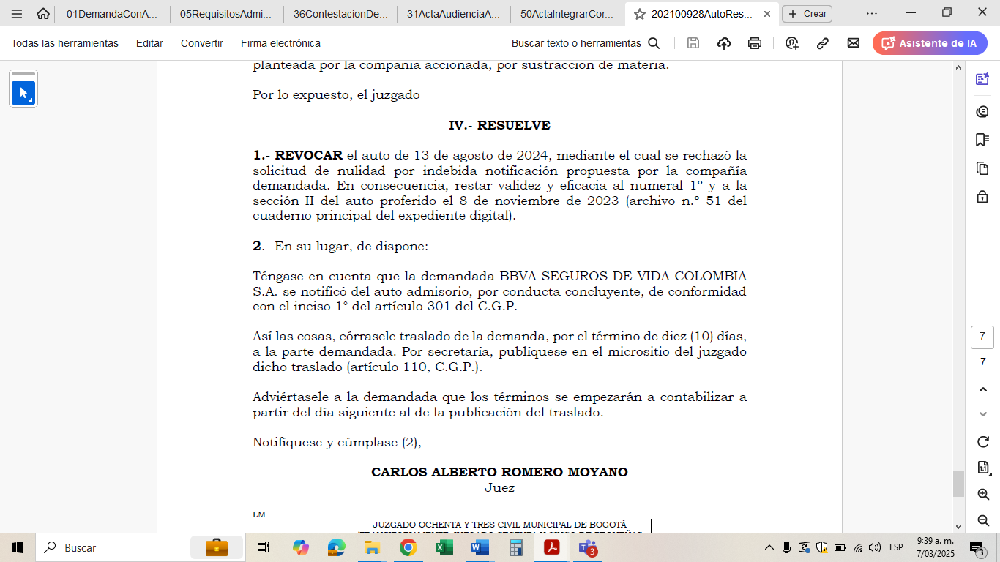 01DemandaConA...
05RequisitosAdmi...
36ContestacionDe...
31ActaAudienciaA...
50ActaIntegrarCor...
202100928AutoRes...
Crear
Todas las herramientas
Editar
Convertir
Firma electrónica
Buscar texto o herramientas
Asistente de IA
planteada por la compañía accionada, por sustracción de materia.
Por lo expuesto, el juzgado
IV.- RESUELVE
1.- REVOCAR el auto de 13 de agosto de 2024, mediante el cual se rechazó la
solicitud de nulidad por indebida notificación propuesta por la compañía
demandada. En consecuencia, restar validez y eficacia al numeral 1º y a la
sección II del auto proferido el 8 de noviembre de 2023 (archivo n.º 51 del
cuaderno principal del expediente digital).
2.- En su lugar, de dispone:
Téngase en cuenta que la demandada BBVA SEGUROS DE VIDA COLOMBIA
S.A. se notificó del auto admisorio, por conducta concluyente, de conformidad
con el inciso 1° del artículo 301 del C.G.P.
Así las cosas, córrasele traslado de la demanda, por el término de diez (10) días,
a la parte demandada. Por secretaría, publíquese en el micrositio del juzgado
dicho traslado (artículo 110, C.G.P.).
Adviértasele a la demandada que los términos se empezarán a contabilizar a
partir del día siguiente al de la publicación del traslado.
Notifíquese y cúmplase (2),
CARLOS ALBERTO ROMERO MOYANO
Juez
LM
JUZGADO OCHENTA Y TRES CIVIL MUNICIPAL DE BOGOTÁ
7
7
1:1
Buscar
ESP
9:39 a. m.
7/03/2025
3
3